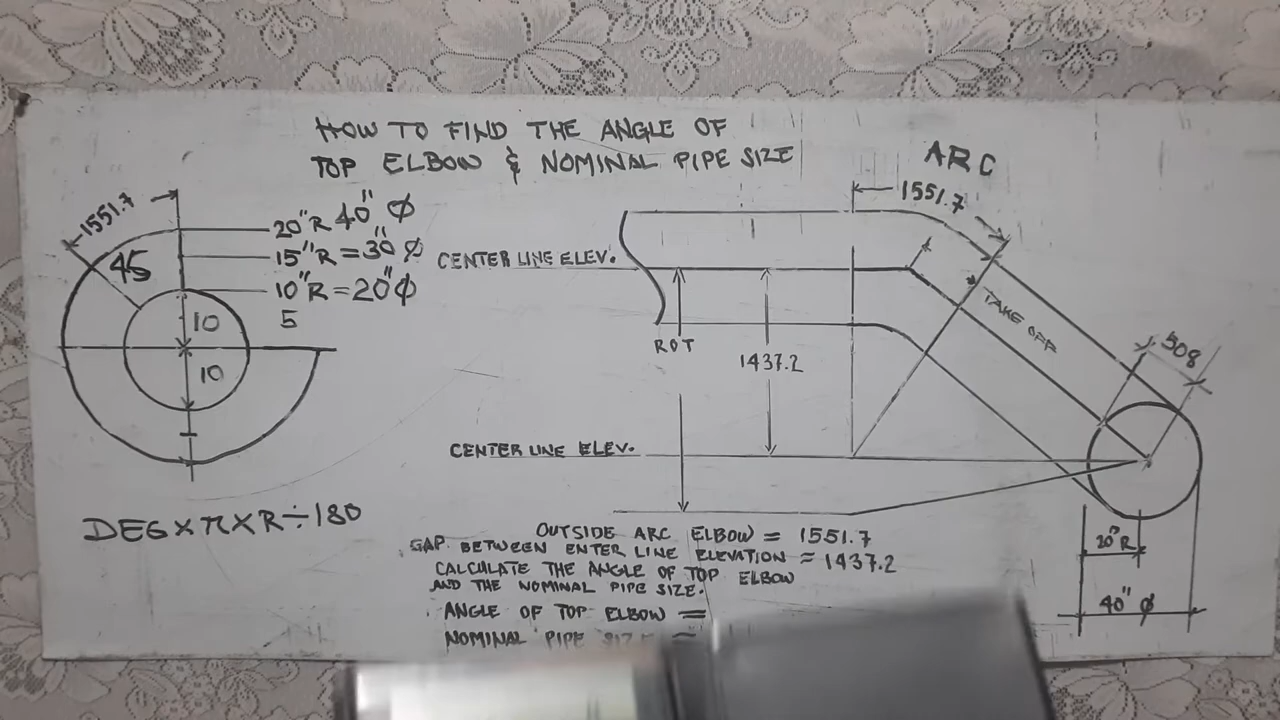 HOW TO FIND THE ANGLE OF
TOP ELBOW & NOMINAL PIPE SIZE
1551.7
45
20"R 40" Ø
15"R = 30" Ø
10"R = 20" Ø
5
10
10
DEG × π × R ÷ 180
ARC
1551.7
CENTER LINE ELEV.
TAKE OFF
ROT
1437.2
508
CENTER LINE ELEV.
20"R
40" Ø
OUTSIDE ARC ELBOW = 1551.7
GAP BETWEEN ENTER LINE ELEVATION = 1437.2
CALCULATE THE ANGLE OF TOP ELBOW
AND THE NOMINAL PIPE SIZE.
ANGLE OF TOP ELBOW =
NOMINAL PIPE SIZE =